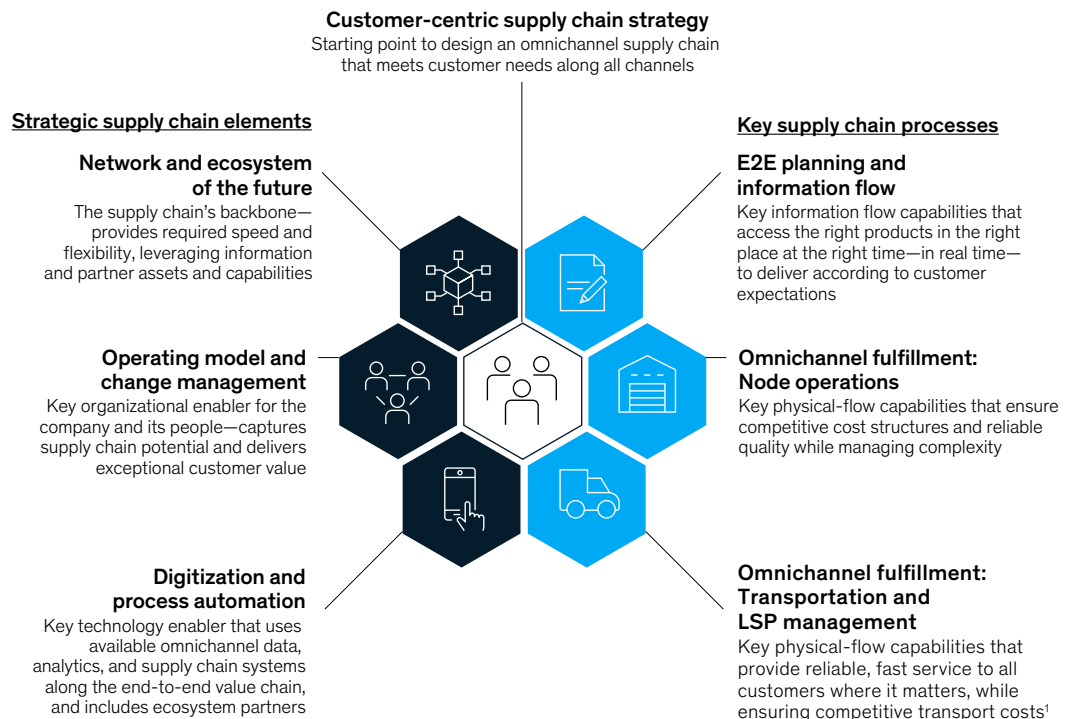 Customer-centric supply chain strategy
Starting point to design an omnichannel supply chain
that meets customer needs along all channels
Strategic supply chain elements
Network and ecosystem
of the future
The supply chain’s backbone—
provides required speed and
flexibility, leveraging information
and partner assets and capabilities
Operating model and
change management
Key organizational enabler for the
company and its people—captures
supply chain potential and delivers
exceptional customer value
Digitization and
process automation
Key technology enabler that uses
available omnichannel data,
analytics, and supply chain systems
along the end-to-end value chain,
and includes ecosystem partners
Key supply chain processes
E2E planning and
information flow
Key information flow capabilities that
access the right products in the right
place at the right time—in real time—
to deliver according to customer
expectations
Omnichannel fulfillment:
Node operations
Key physical-flow capabilities that ensure
competitive cost structures and reliable
quality while managing complexity
Omnichannel fulfillment:
Transportation and
LSP management
Key physical-flow capabilities that
provide reliable, fast service to all
customers where it matters, while
ensuring competitive transport costs¹